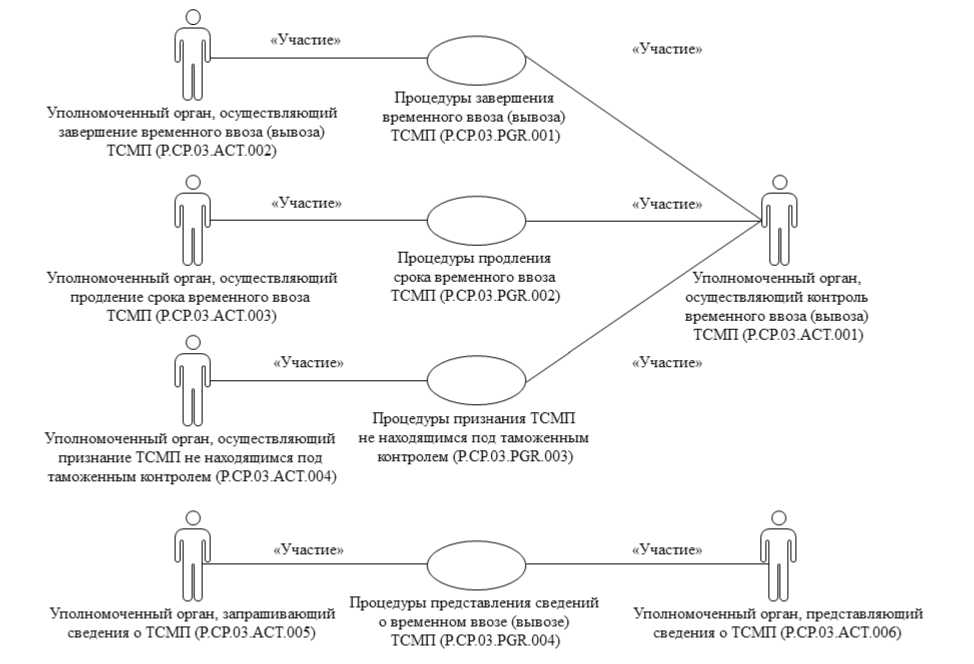 «Участие»
«Участие»
Уполномоченный орган, осуществляющий
завершение временного ввоза (вывоза)
ТСМП (P.CP.03.ACT.002)
Процедуры завершения
временного ввоза (вывоза)
ТСМП (P.CP.03.PGR.001)
«Участие»
«Участие»
Уполномоченный орган, осуществляющий
продление срока временного ввоза
ТСМП (P.CP.03.ACT.003)
Процедуры продления
срока временного ввоза
ТСМП (P.CP.03.PGR.002)
Уполномоченный орган,
осуществляющий контроль
временного ввоза (вывоза)
ТСМП (P.CP.03.ACT.001)
«Участие»
«Участие»
Уполномоченный орган, осуществляющий
признание ТСМП не находящимся под
таможенным контролем (P.CP.03.ACT.004)
Процедуры признания ТСМП
не находящимся под таможенным
контролем (P.CP.03.PGR.003)
«Участие»
«Участие»
Уполномоченный орган, запрашивающий
сведения о ТСМП (P.CP.03.ACT.005)
Процедуры представления сведений
о временном ввозе (вывозе)
ТСМП (P.CP.03.PGR.004)
Уполномоченный орган, представляющий
сведения о ТСМП (P.CP.03.ACT.006)